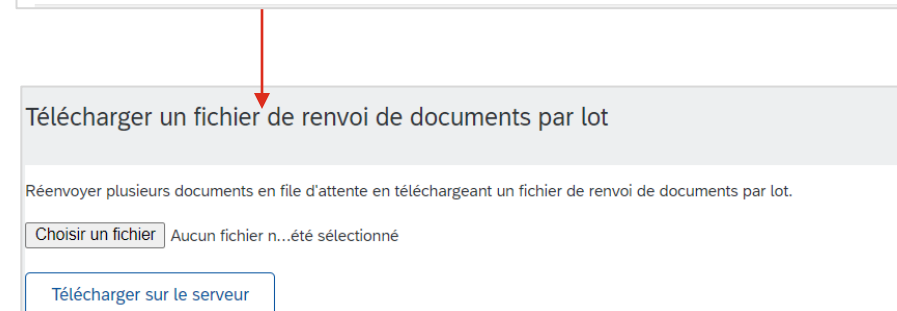 Télécharger un fichier de renvoi de documents par lot
Réenvoyer plusieurs documents en file d'attente en téléchargeant un fichier de renvoi de documents par lot.
Choisir un fichier Aucun fichier n...été sélectionné
Télécharger sur le serveur